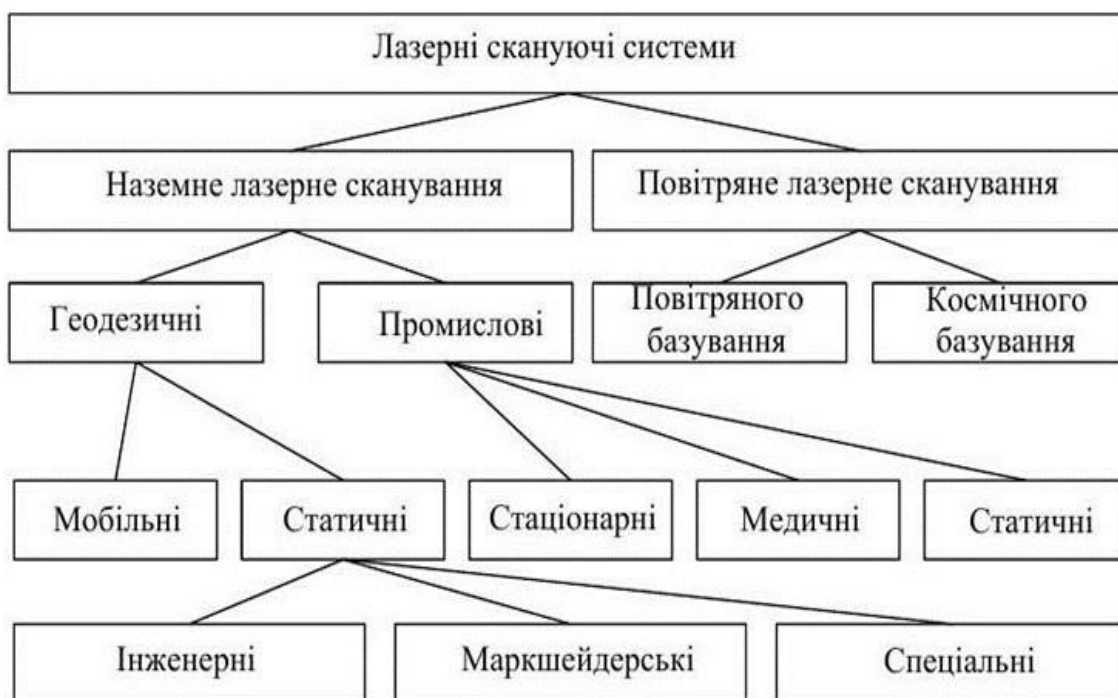 Лазерні скануючі системи
Наземне лазерне сканування
Повітряне лазерне сканування
Геодезичні
Промислові
Повітряного
базування
Космічного
базування
Мобільні
Статичні
Стаціонарні
Медичні
Статичні
Інженерні
Маркшейдерські
Спеціальні